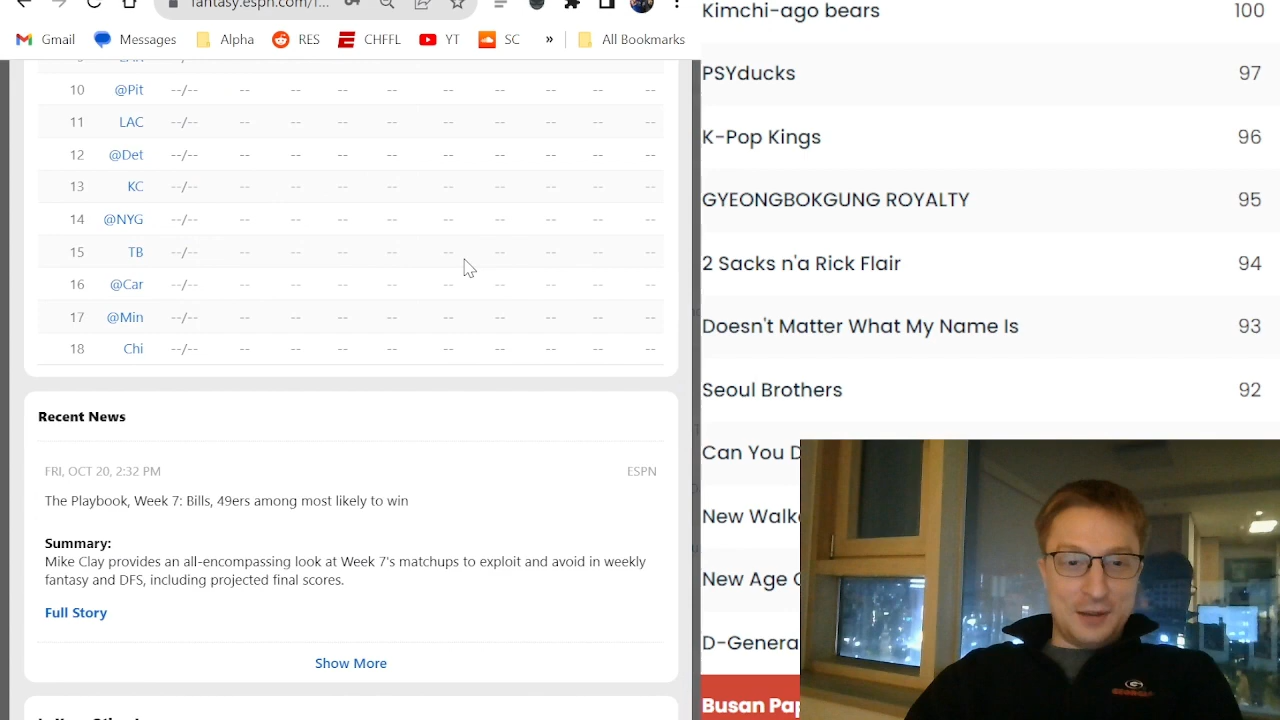 fantasy.espn.com/f...
Gmail Messages Alpha RES CHFFL YT SC » All Bookmarks
10 @Pit --/-- -- -- -- -- -- -- -- -- --
11 LAC --/-- -- -- -- -- -- -- -- -- --
12 @Det --/-- -- -- -- -- -- -- -- -- --
13 KC --/-- -- -- -- -- -- -- -- -- --
14 @NYG --/-- -- -- -- -- -- -- -- -- --
15 TB --/-- -- -- -- -- -- -- -- -- --
16 @Car --/-- -- -- -- -- -- -- -- -- --
17 @Min --/-- -- -- -- -- -- -- -- -- --
18 Chi --/-- -- -- -- -- -- -- -- -- --
Recent News
FRI, OCT 20, 2:32 PM ESPN
The Playbook, Week 7: Bills, 49ers among most likely to win
Summary:
Mike Clay provides an all-encompassing look at Week 7's matchups to exploit and avoid in weekly
fantasy and DFS, including projected final scores.
Full Story
Show More
Kimchi-ago bears 100
PSYducks 97
K-Pop Kings 96
GYEONGBOKGUNG ROYALTY 95
2 Sacks n'a Rick Flair 94
Doesn't Matter What My Name Is 93
Seoul Brothers 92
Can You D
New Walk
New Age
D-Genera
Busan Pap
G
GEORGIA